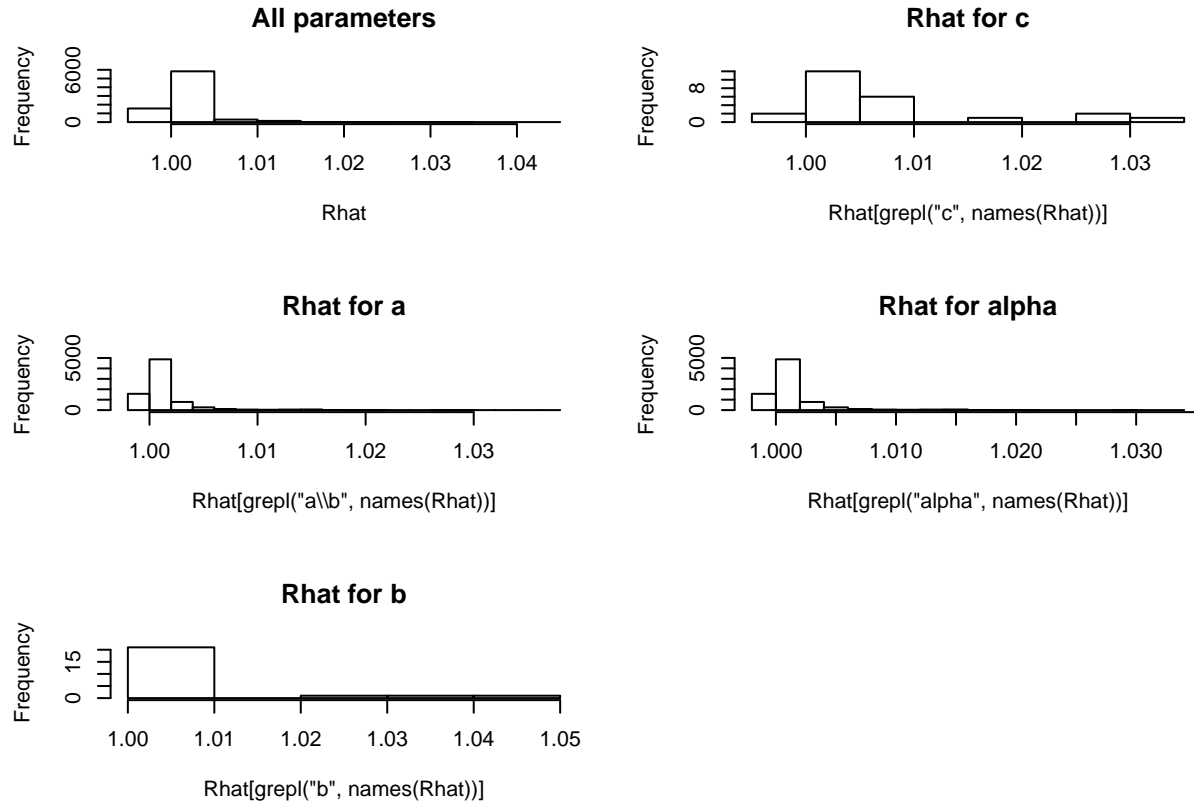 All parameters
Frequency
0
6000
1.00 1.01 1.02 1.03 1.04
Rhat
Rhat for c
Frequency
0
8
1.00 1.01 1.02 1.03
Rhat[grepl("c", names(Rhat))]
Rhat for a
Frequency
0
5000
1.00 1.01 1.02 1.03
Rhat[grepl("a\\b", names(Rhat))]
Rhat for alpha
Frequency
0
5000
1.000 1.010 1.020 1.030
Rhat[grepl("alpha", names(Rhat))]
Rhat for b
Frequency
0
15
1.00 1.01 1.02 1.03 1.04 1.05
Rhat[grepl("b", names(Rhat))]